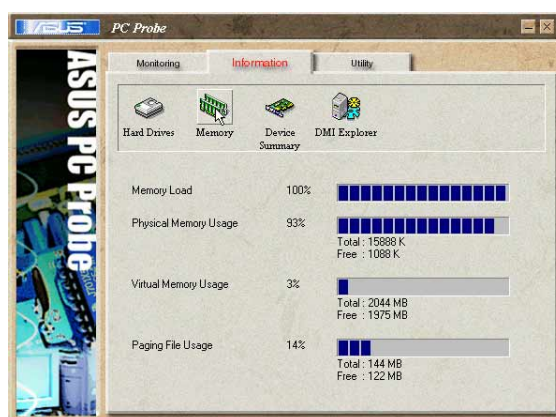 ASUS PC Probe
ASUS PC Probe
Monitoring Information Utility
Hard Drives Memory Device Summary DMI Explorer
Memory Load 100%
Physical Memory Usage 93%
Total : 15888 K
Free : 1088 K
Virtual Memory Usage 3%
Total : 2044 MB
Free : 1975 MB
Paging File Usage 14%
Total : 144 MB
Free : 122 MB